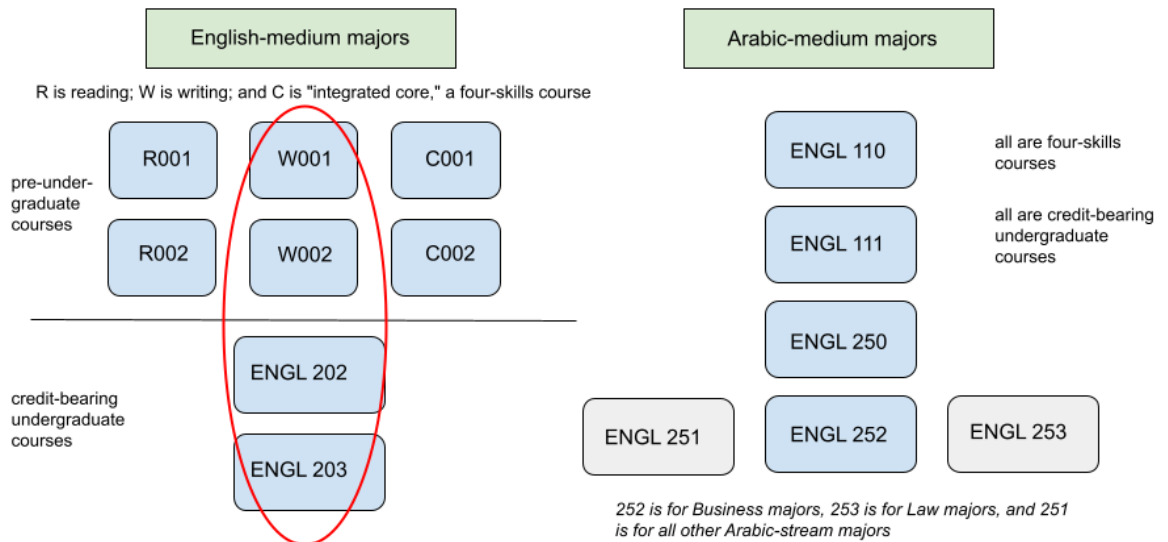 English-medium majors
R is reading; W is writing; and C is "integrated core," a four-skills course
pre-under-
graduate
courses
R001
W001
C001
R002
W002
C002
credit-bearing
undergraduate
courses
ENGL 202
ENGL 203
Arabic-medium majors
ENGL 110
all are four-skills
courses
ENGL 111
all are credit-bearing
undergraduate
courses
ENGL 250
ENGL 251
ENGL 252
ENGL 253
252 is for Business majors, 253 is for Law majors, and 251
is for all other Arabic-stream majors